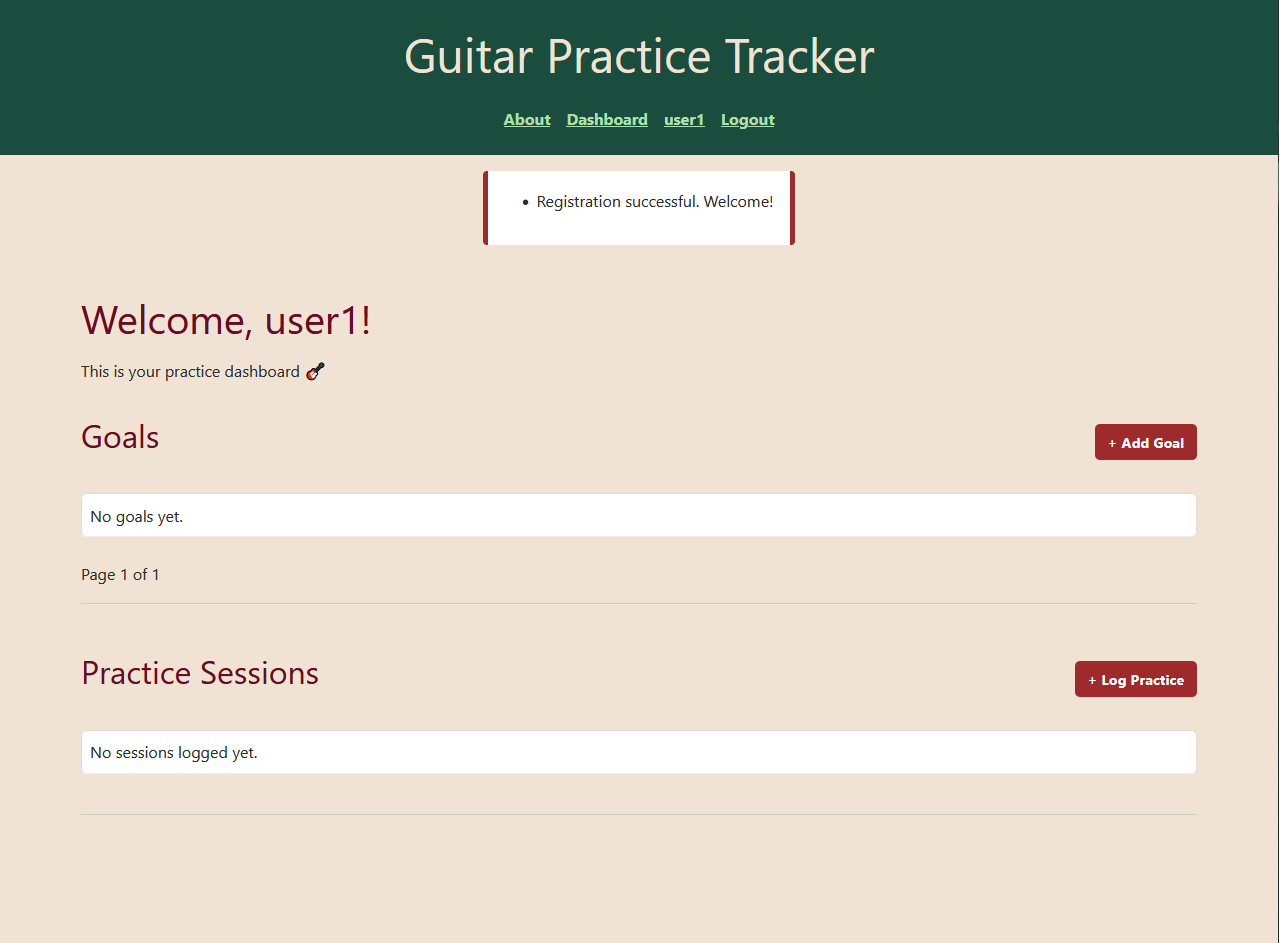 Guitar Practice Tracker
About Dashboard user1 Logout
• Registration successful. Welcome!
Welcome, user1!
This is your practice dashboard 🎸
Goals
+ Add Goal
No goals yet.
Page 1 of 1
Practice Sessions
+ Log Practice
No sessions logged yet.